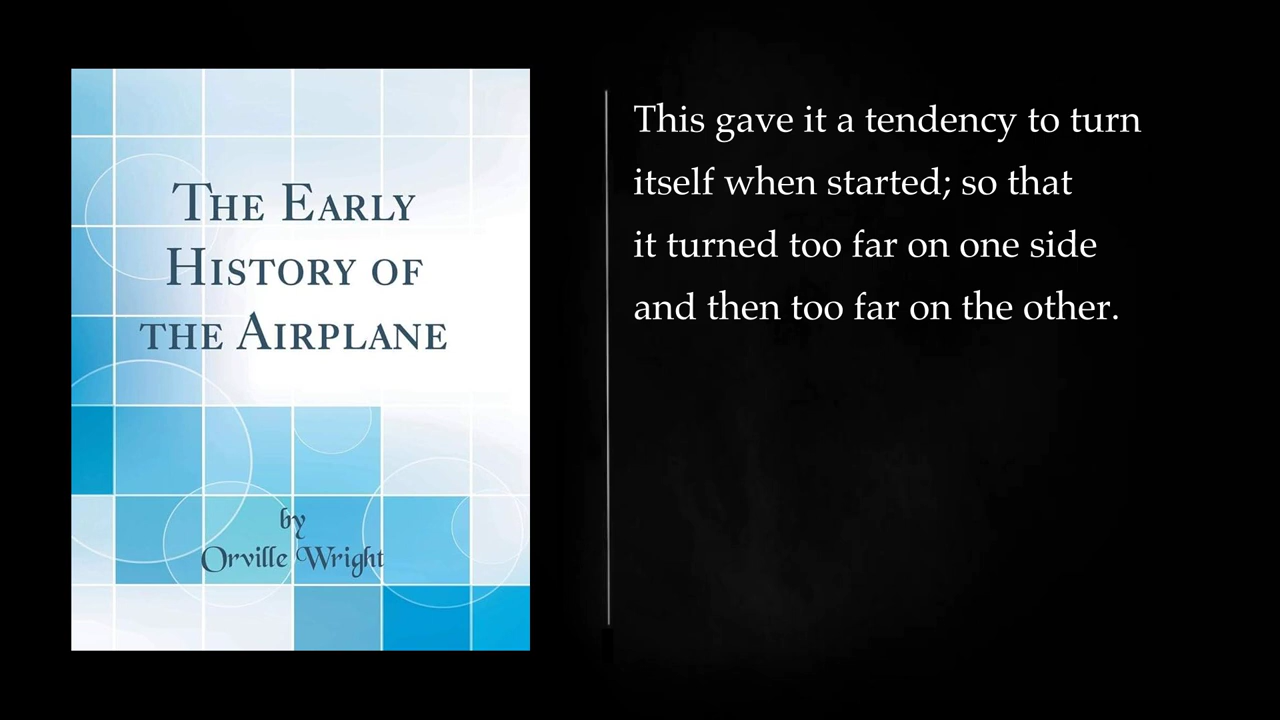 The Early
History of
the Airplane
by
Orville Wright
This gave it a tendency to turn
itself when started; so that
it turned too far on one side
and then too far on the other.